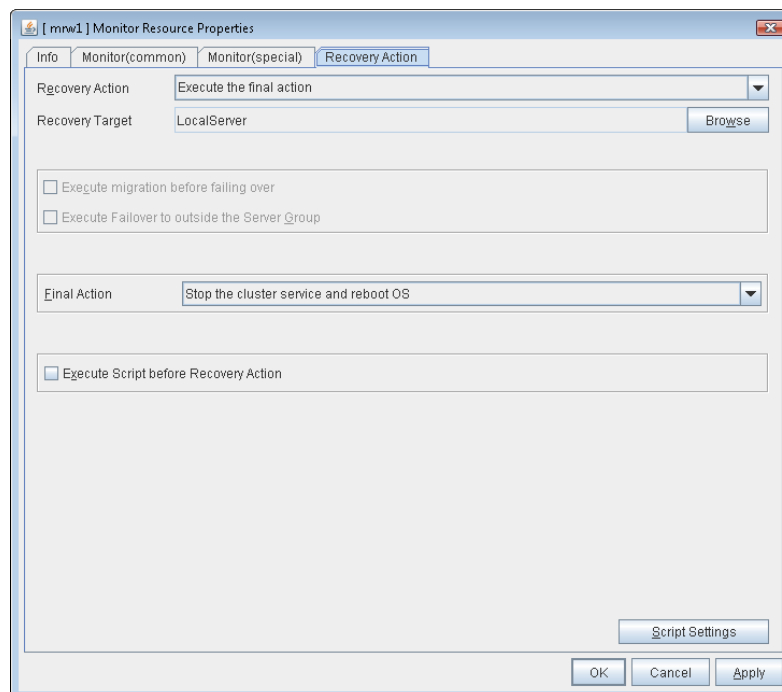 [ mrw1 ] Monitor Resource Properties
Info Monitor(common) Monitor(special) Recovery Action
Recovery Action Execute the final action
Recovery Target LocalServer Browse
Execute migration before failing over
Execute Failover to outside the Server Group
Final Action Stop the cluster service and reboot OS
Execute Script before Recovery Action
Script Settings
OK Cancel Apply